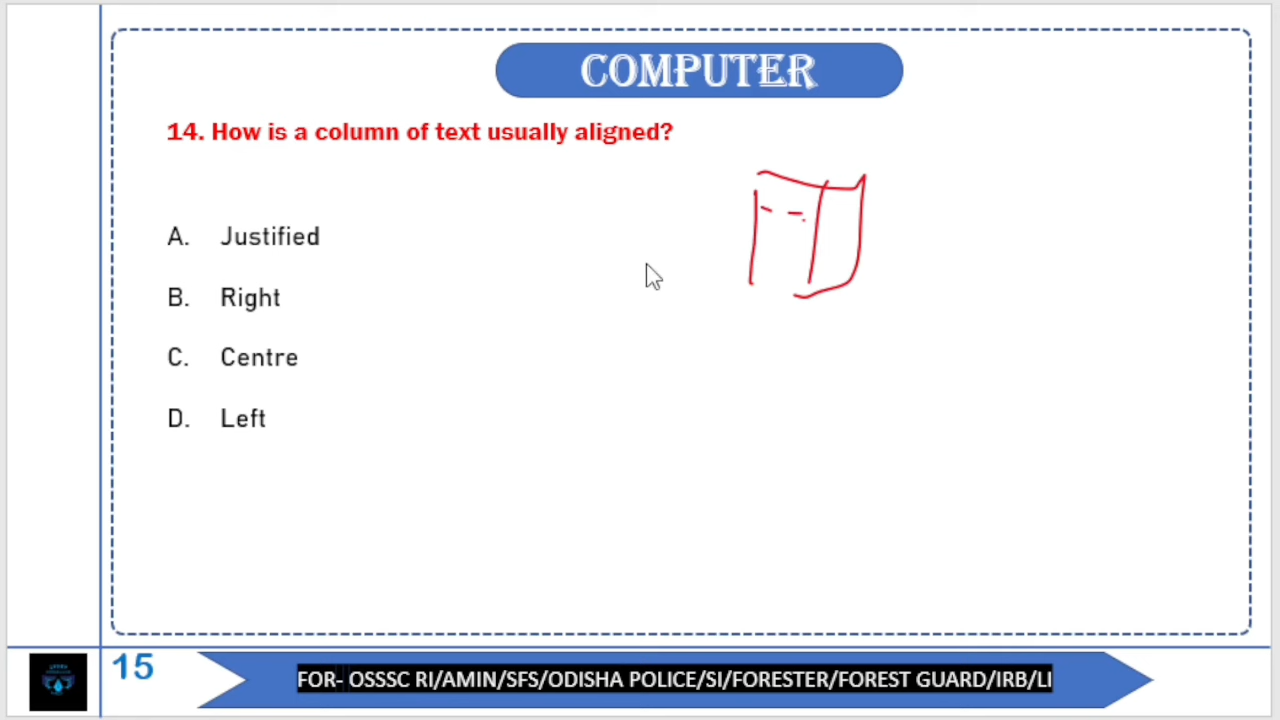 COMPUTER
14. How is a column of text usually aligned?
A. Justified
B. Right
C. Centre
D. Left
15
FOR- OSSSC RI/AMIN/SFS/ODISHA POLICE/SI/FORESTER/FOREST GUARD/IRB/LI